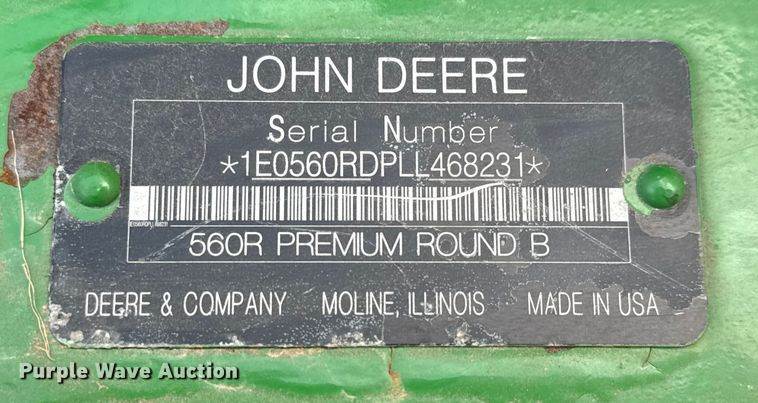 JOHN DEERE
Serial Number
*1E0560RDPLL468231*
560R PREMIUM ROUND B
DEERE & COMPANY MOLINE, ILLINOIS MADE IN USA
Purple Wave Auction